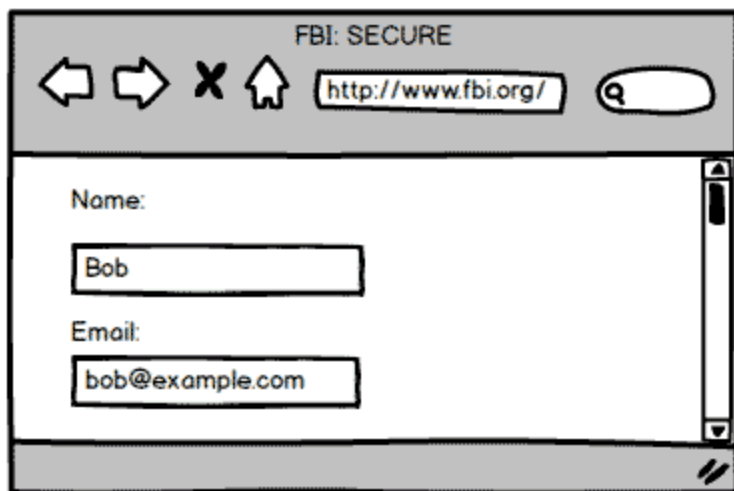 FBI: SECURE
http://www.fbi.org/
Name:
Bob
Email:
bob@example.com